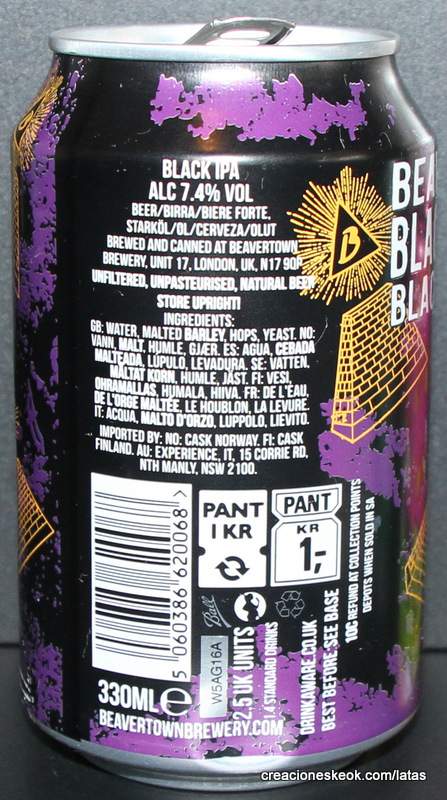 BLACK IPA
ALC 7.4% VOL
BEER/BIRRA/BIERE FORTE,
STARKÖL/OL/CERVEZA/OLUT
BREWED AND CANNED AT BEAVERTOWN
BREWERY, UNIT 17, LONDON, UK, N17 9QP
UNFILTERED, UNPASTEURISED, NATURAL BEER
STORE UPRIGHT!
INGREDIENTS:
GB: WATER, MALTED BARLEY, HOPS, YEAST. NO:
VANN, MALT, HUMLE, GJÆR. ES: AGUA, CEBADA
MALTEADA, LUPULO, LEVADURA. SE: VATTEN,
MÄLTAT KORN, HUMLE, JÄST. FI: VESI,
OHRAMALLAS, HUMALA, HIIVA. FR: DE L'EAU,
DE L'ORGE MALTÉE, LE HOUBLON, LA LEVURE.
IT: ACQUA, MALTO D'ORZO, LUPPOLO, LIEVITO.
IMPORTED BY: NO: CASK NORWAY. FI: CASK
FINLAND. AU: EXPERIENCE, IT, 15 CORRIE RD,
NTH MANLY, NSW 2100.
B
BEA
BLA
BLA
5 060386 620068 >
PANT
1 KR
PANT
KR
1,-
10C REFUND AT COLLECTION POINTS
DEPOTS WHEN SOLD IN SA
Ball
W5AG16A
2.5 UK UNITS
1.4 STANDARD DRINKS
DRINKAWARE.CO.UK
BEST BEFORE: SEE BASE
330ML e
BEAVERTOWNBREWERY.COM
creacioneskeok.com/latas